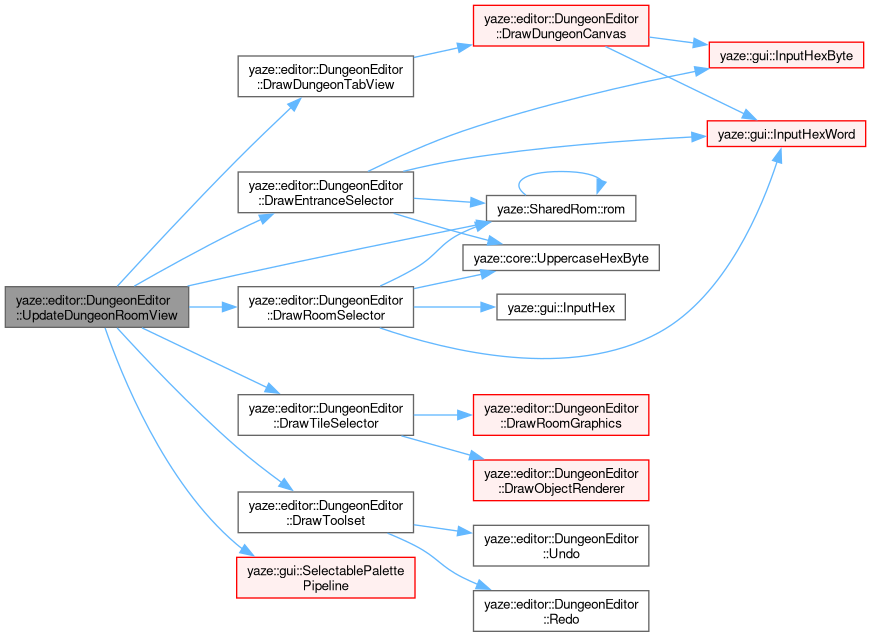 yaze::editor::DungeonEditor
::UpdateDungeonRoomView
yaze::editor::DungeonEditor
::DrawDungeonTabView
yaze::editor::DungeonEditor
::DrawDungeonCanvas
yaze::gui::InputHexByte
yaze::gui::InputHexWord
yaze::editor::DungeonEditor
::DrawEntranceSelector
yaze::SharedRom::rom
yaze::core::UppercaseHexByte
yaze::editor::DungeonEditor
::DrawRoomSelector
yaze::gui::InputHex
yaze::editor::DungeonEditor
::DrawTileSelector
yaze::editor::DungeonEditor
::DrawRoomGraphics
yaze::editor::DungeonEditor
::DrawObjectRenderer
yaze::editor::DungeonEditor
::DrawToolset
yaze::editor::DungeonEditor
::Undo
yaze::gui::SelectablePalette
Pipeline
yaze::editor::DungeonEditor
::Redo